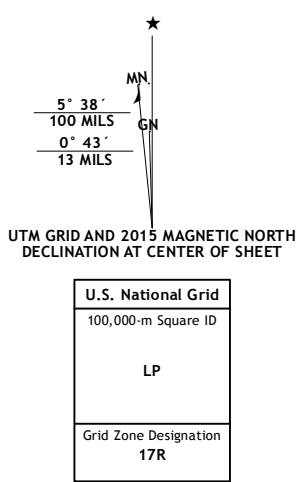 ★
MN.
5° 38´
100 MILS
GN
0° 43´
13 MILS
UTM GRID AND 2015 MAGNETIC NORTH
DECLINATION AT CENTER OF SHEET
U.S. National Grid
100,000-m Square ID
LP
Grid Zone Designation
17R